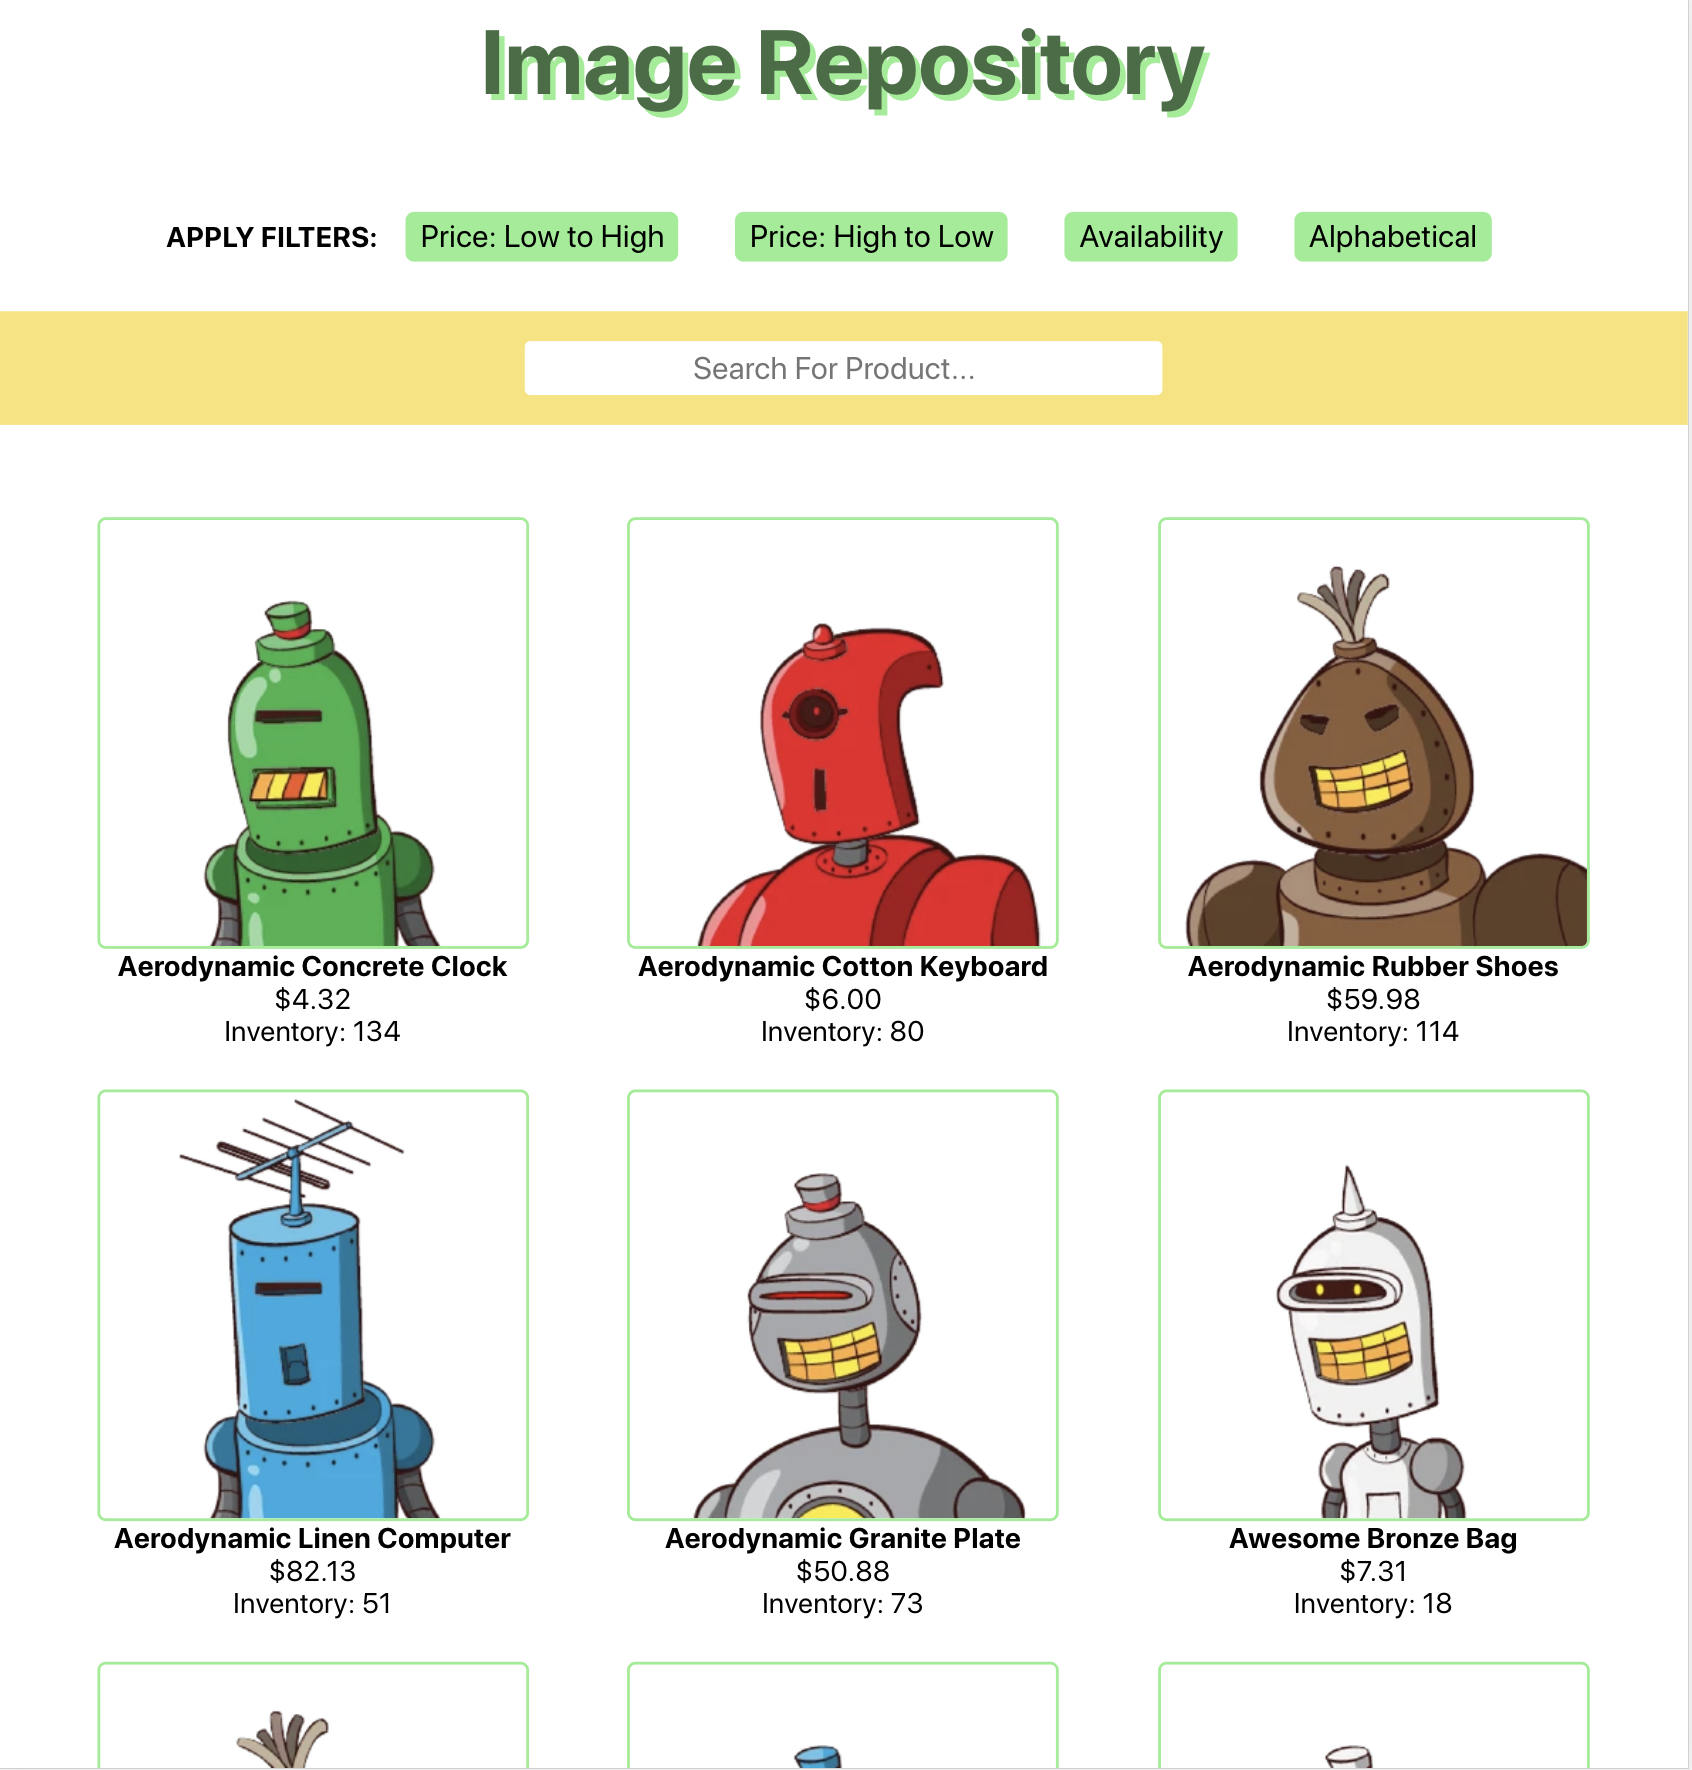 Image Repository
APPLY FILTERS: Price: Low to High Price: High to Low Availability Alphabetical
Search For Product...
Aerodynamic Concrete Clock
$4.32
Inventory: 134
Aerodynamic Cotton Keyboard
$6.00
Inventory: 80
Aerodynamic Rubber Shoes
$59.98
Inventory: 114
Aerodynamic Linen Computer
$82.13
Inventory: 51
Aerodynamic Granite Plate
$50.88
Inventory: 73
Awesome Bronze Bag
$7.31
Inventory: 18